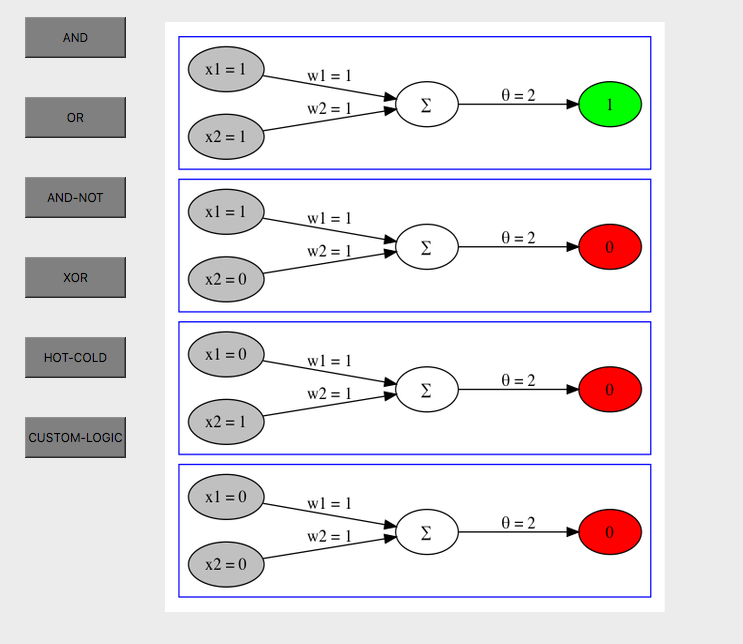 AND
OR
AND-NOT
XOR
HOT-COLD
CUSTOM-LOGIC
x1 = 1
w1 = 1
w2 = 1
x2 = 1
Σ
θ = 2
1
x1 = 1
w1 = 1
w2 = 1
x2 = 0
Σ
θ = 2
0
x1 = 0
w1 = 1
w2 = 1
x2 = 1
Σ
θ = 2
0
x1 = 0
w1 = 1
w2 = 1
x2 = 0
Σ
θ = 2
0